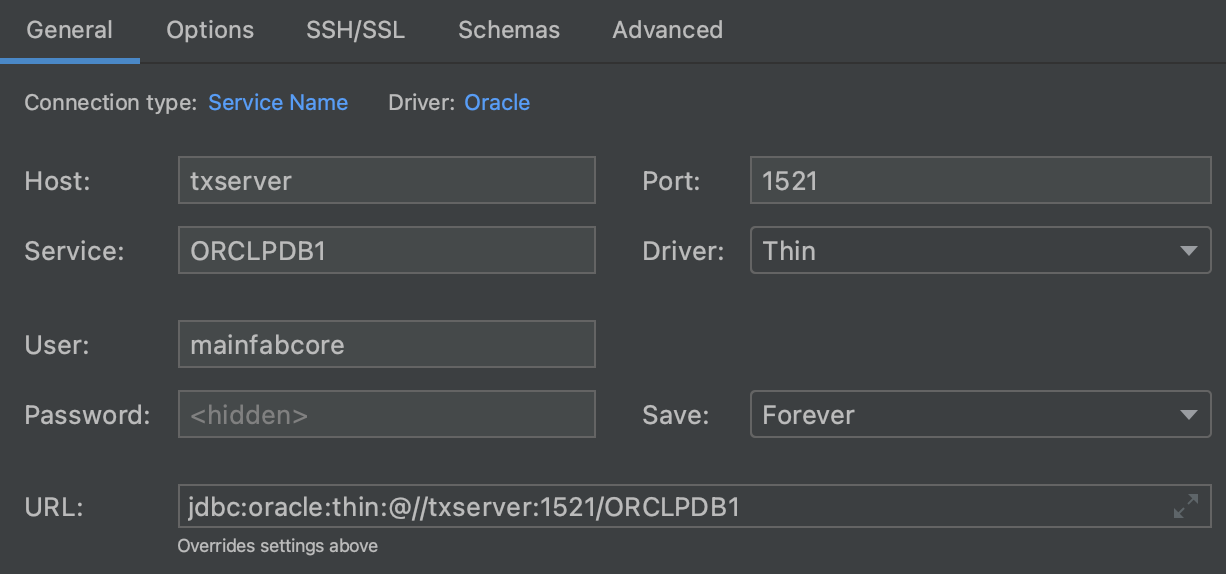 General Options SSH/SSL Schemas Advanced
Connection type: Service Name Driver: Oracle
Host: txserver Port: 1521
Service: ORCLPDB1 Driver: Thin
User: mainfabcore
Password: <hidden> Save: Forever
URL: jdbc:oracle:thin:@//txserver:1521/ORCLPDB1
Overrides settings above